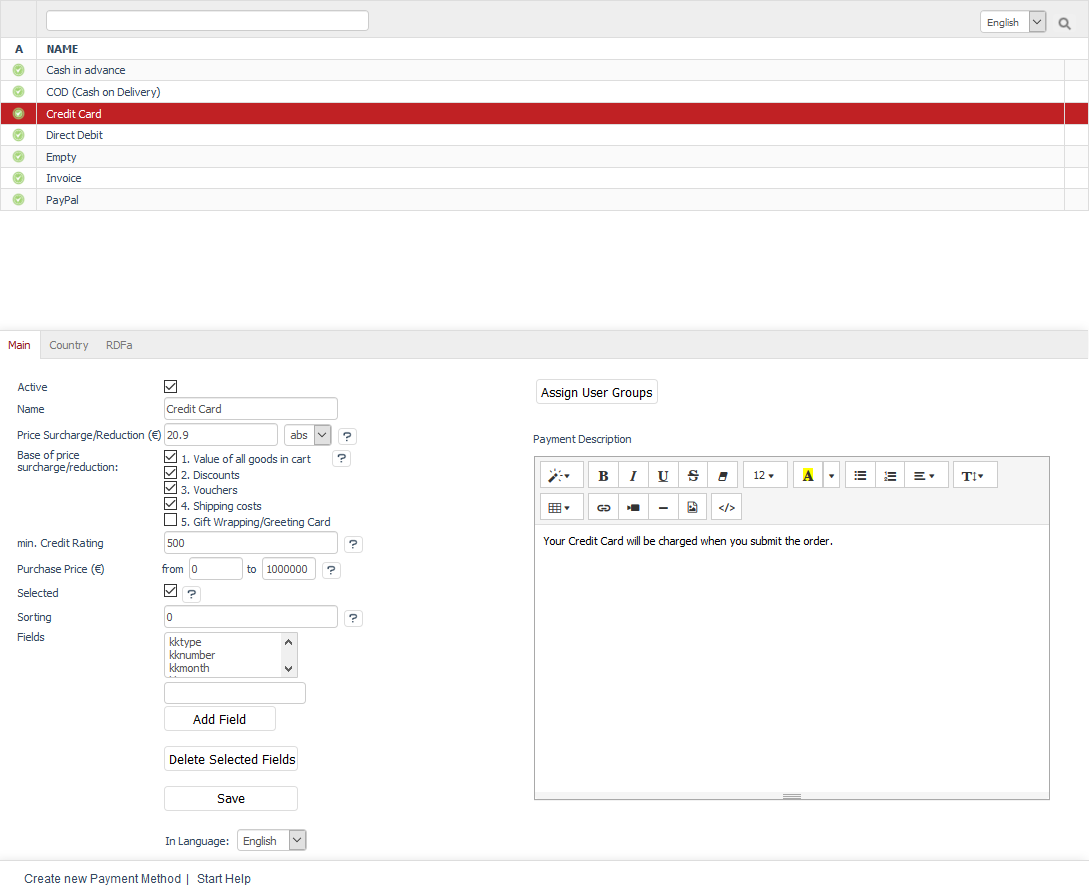 English
A NAME
Cash in advance
COD (Cash on Delivery)
Credit Card
Direct Debit
Empty
Invoice
PayPal
Main Country RDFa
Active
Name Credit Card
Price Surcharge/Reduction (€) 20.9 abs ?
Base of price surcharge/reduction:
1. Value of all goods in cart ?
2. Discounts
3. Vouchers
4. Shipping costs
5. Gift Wrapping/Greeting Card
min. Credit Rating 500 ?
Purchase Price (€) from 0 to 1000000 ?
Selected ?
Sorting 0 ?
Fields
kktype
kknumber
kkmonth
Add Field
Delete Selected Fields
Save
In Language: English
Assign User Groups
Payment Description
B I U S 12 A T
</>
Your Credit Card will be charged when you submit the order.
Create new Payment Method | Start Help